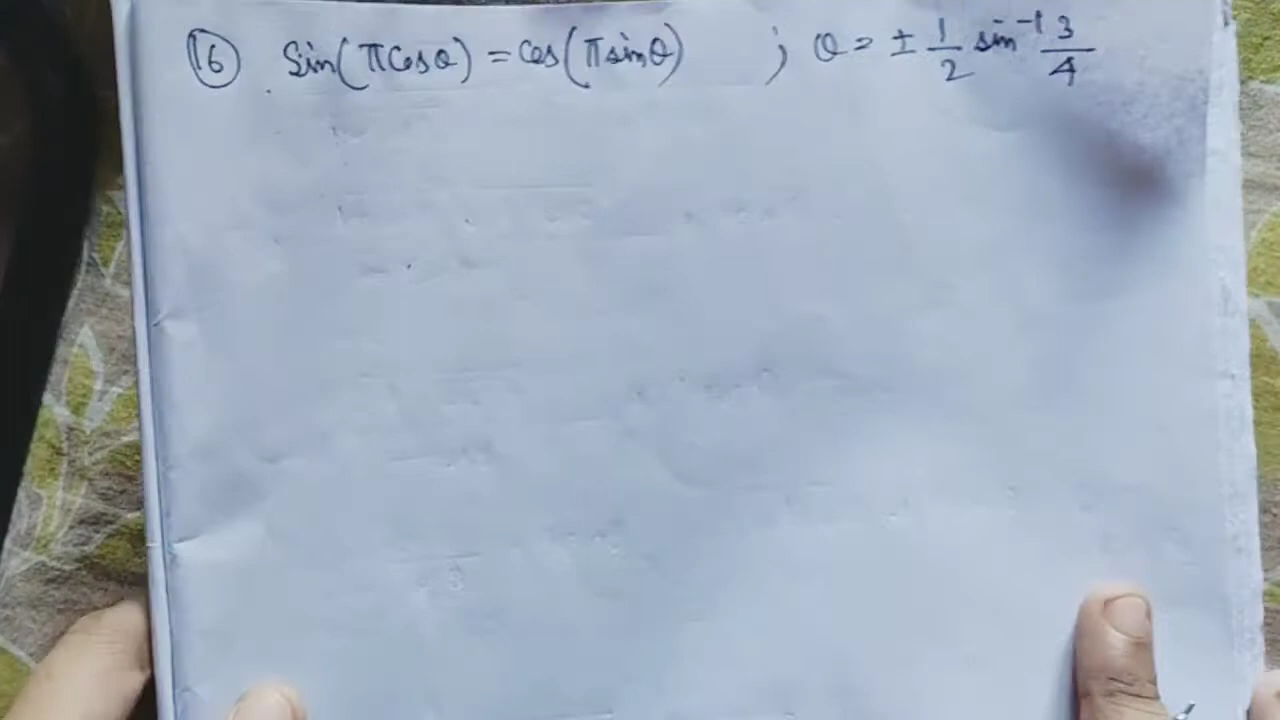 16 Sin(πcosθ) = cos(πsinθ) ; θ = ± 1/2 sin⁻¹ 3/4